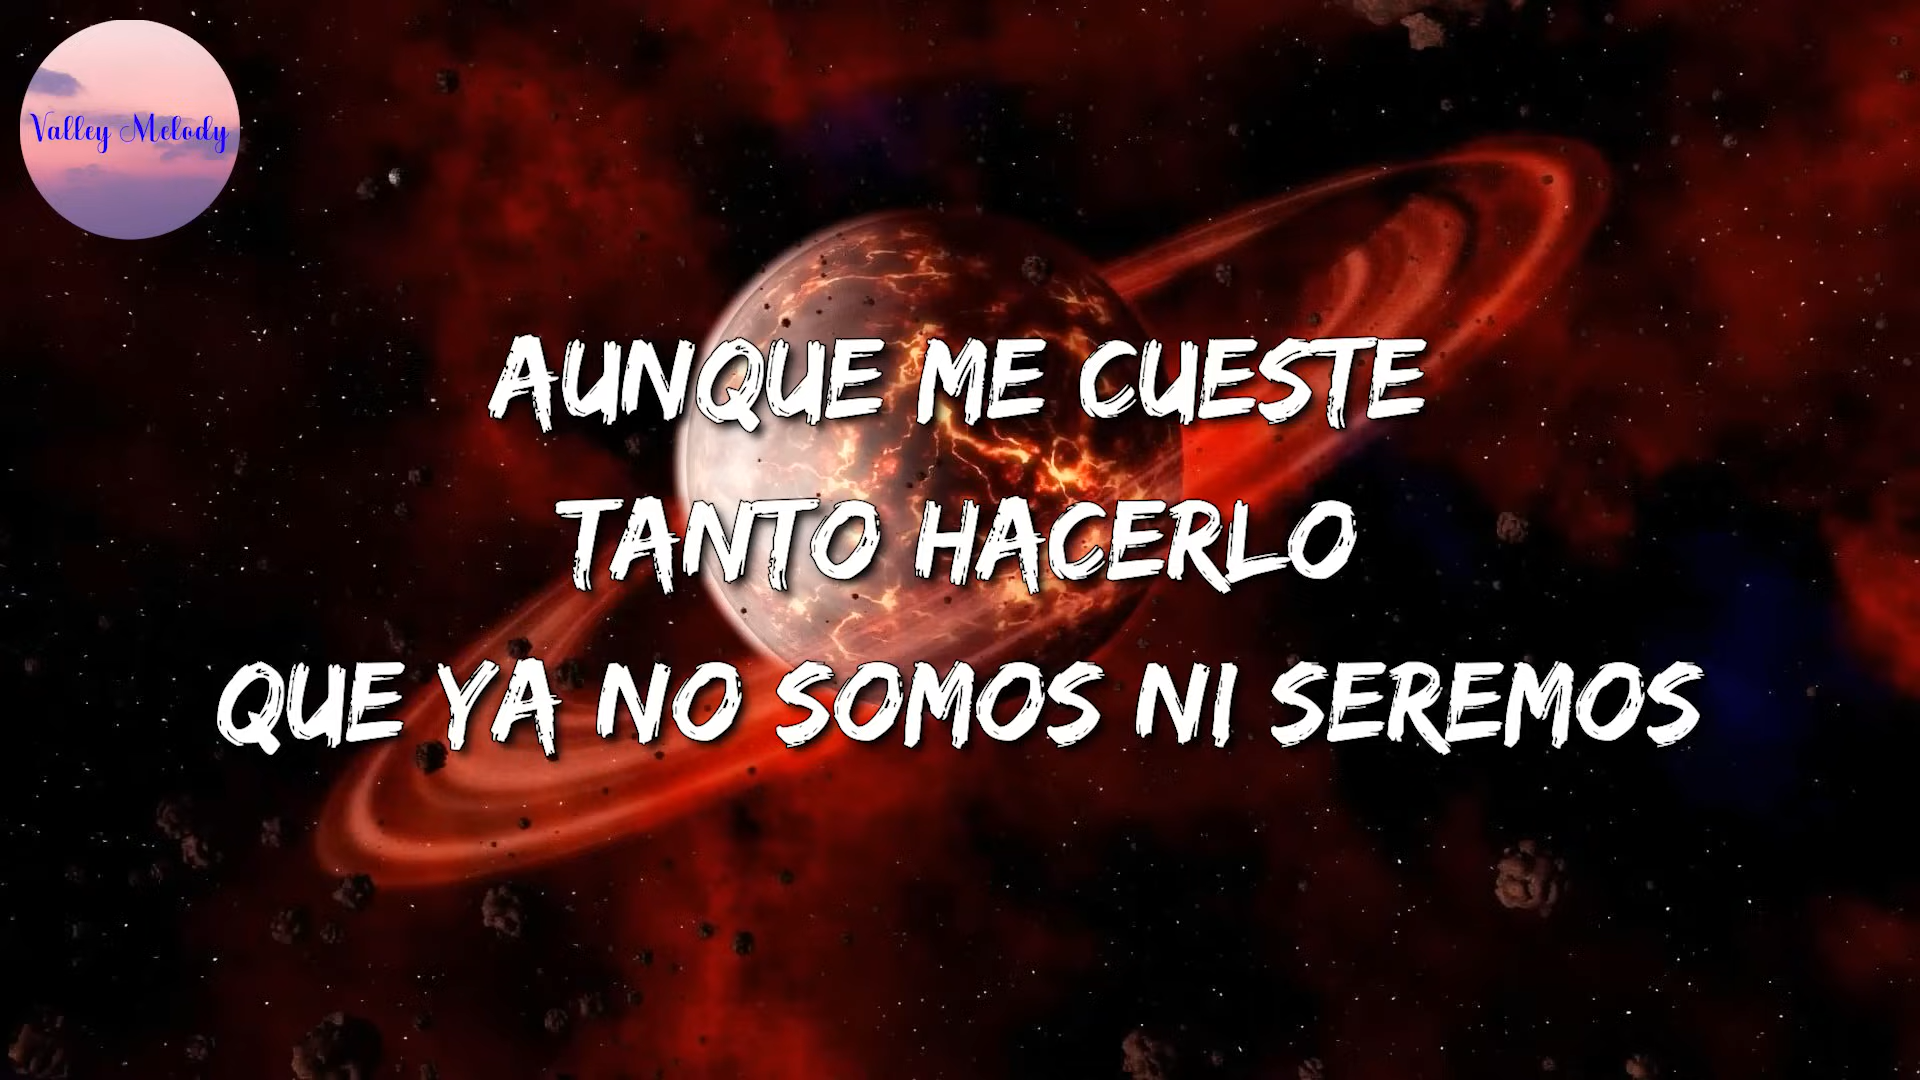 Valley Melody
AUNQUE ME CUESTE
TANTO HACERLO
QUE YA NO SOMOS NI SEREMOS